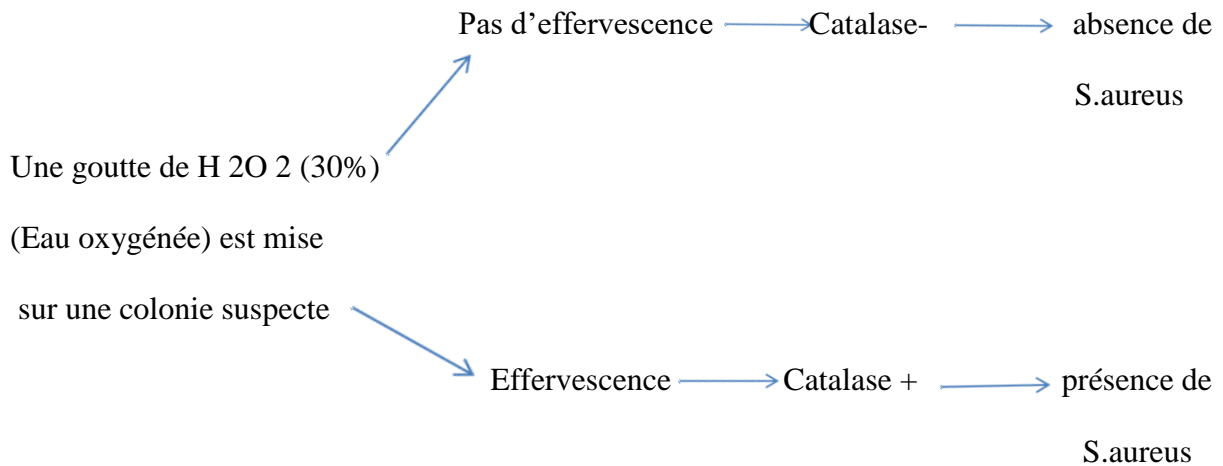 Pas d’effervescence Catalase- absence de
S.aureus
Une goutte de H 2O 2 (30%)
(Eau oxygénée) est mise
sur une colonie suspecte
Effervescence Catalase + présence de
S.aureus